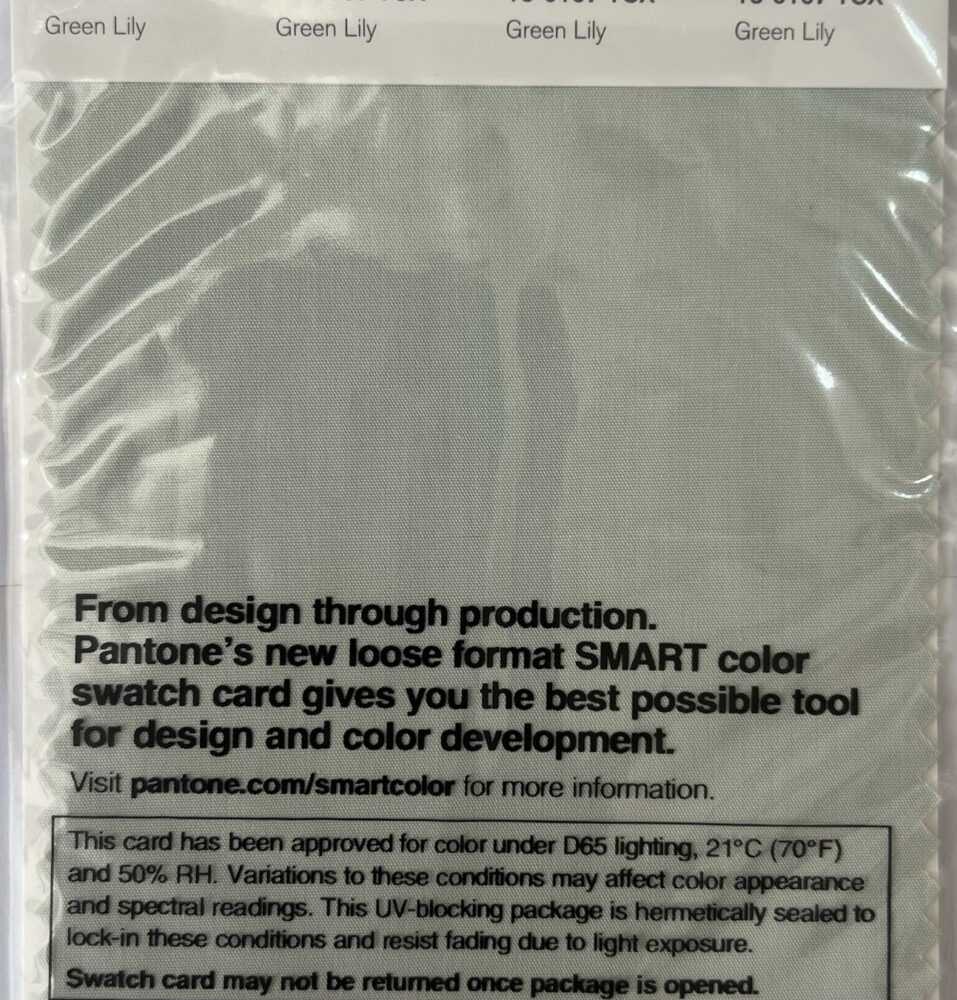 Green Lily Green Lily Green Lily Green Lily
From design through production.
Pantone's new loose format SMART color
swatch card gives you the best possible tool
for design and color development.
Visit pantone.com/smartcolor for more information.
This card has been approved for color under D65 lighting, 21°C (70°F)
and 50% RH. Variations to these conditions may affect color appearance
and spectral readings. This UV-blocking package is hermetically sealed to
lock-in these conditions and resist fading due to light exposure.
Swatch card may not be returned once package is opened.